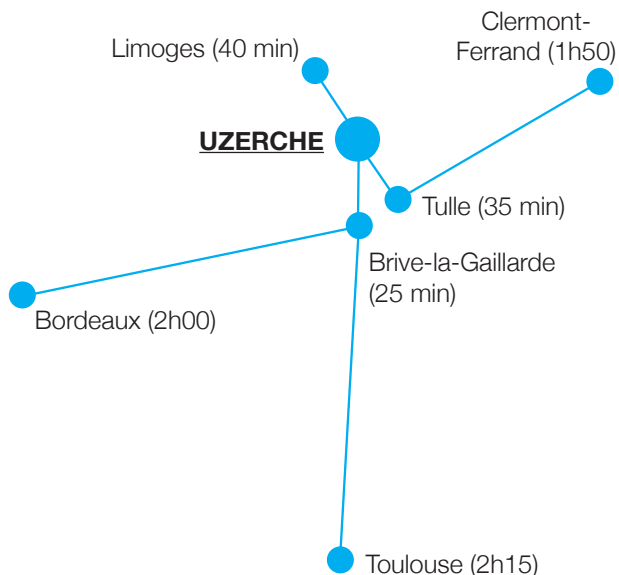 Clermont-
Ferrand (1h50)
Limoges (40 min)
UZERCHE
Tulle (35 min)
Brive-la-Gaillarde
(25 min)
Bordeaux (2h00)
Toulouse (2h15)